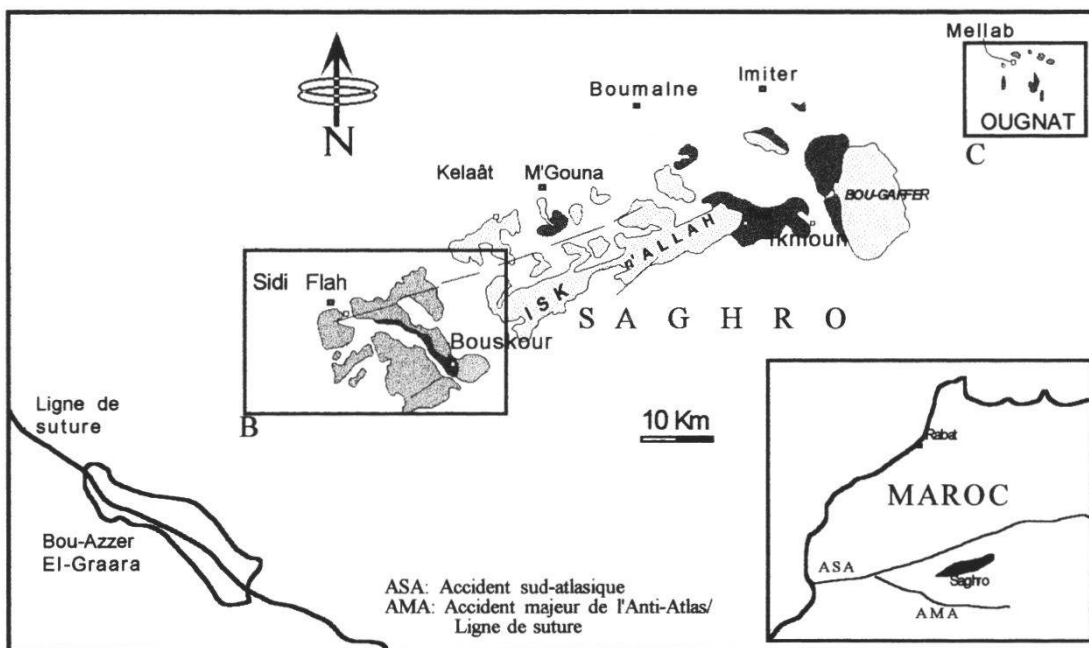 Mellab
Imiter
Boumalne
OUGNAT
C
N
Kelaât M'Gouna
BOU-GAFFER
Ikmoun
ISK n'ALLAH
SAGHRO
Sidi Flah
Bouskour
B
10 Km
Ligne de
suture
Bou-Azzer
El-Graara
ASA: Accident sud-atlasique
AMA: Accident majeur de l'Anti-Atlas/
Ligne de suture
Rabat
MAROC
ASA
Saghro
AMA